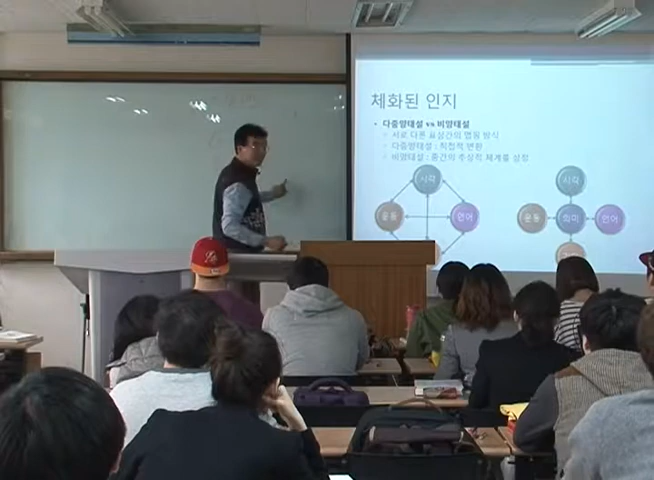 체화된 인지
• 다중양태설 vs 비양태설
서로 다른 표상간의 협응 방식
다중양태설 : 직접적 변환
비양태설 : 중간의 추상적 체계를 상정
시각
운동
언어
시각
운동
의미
언어